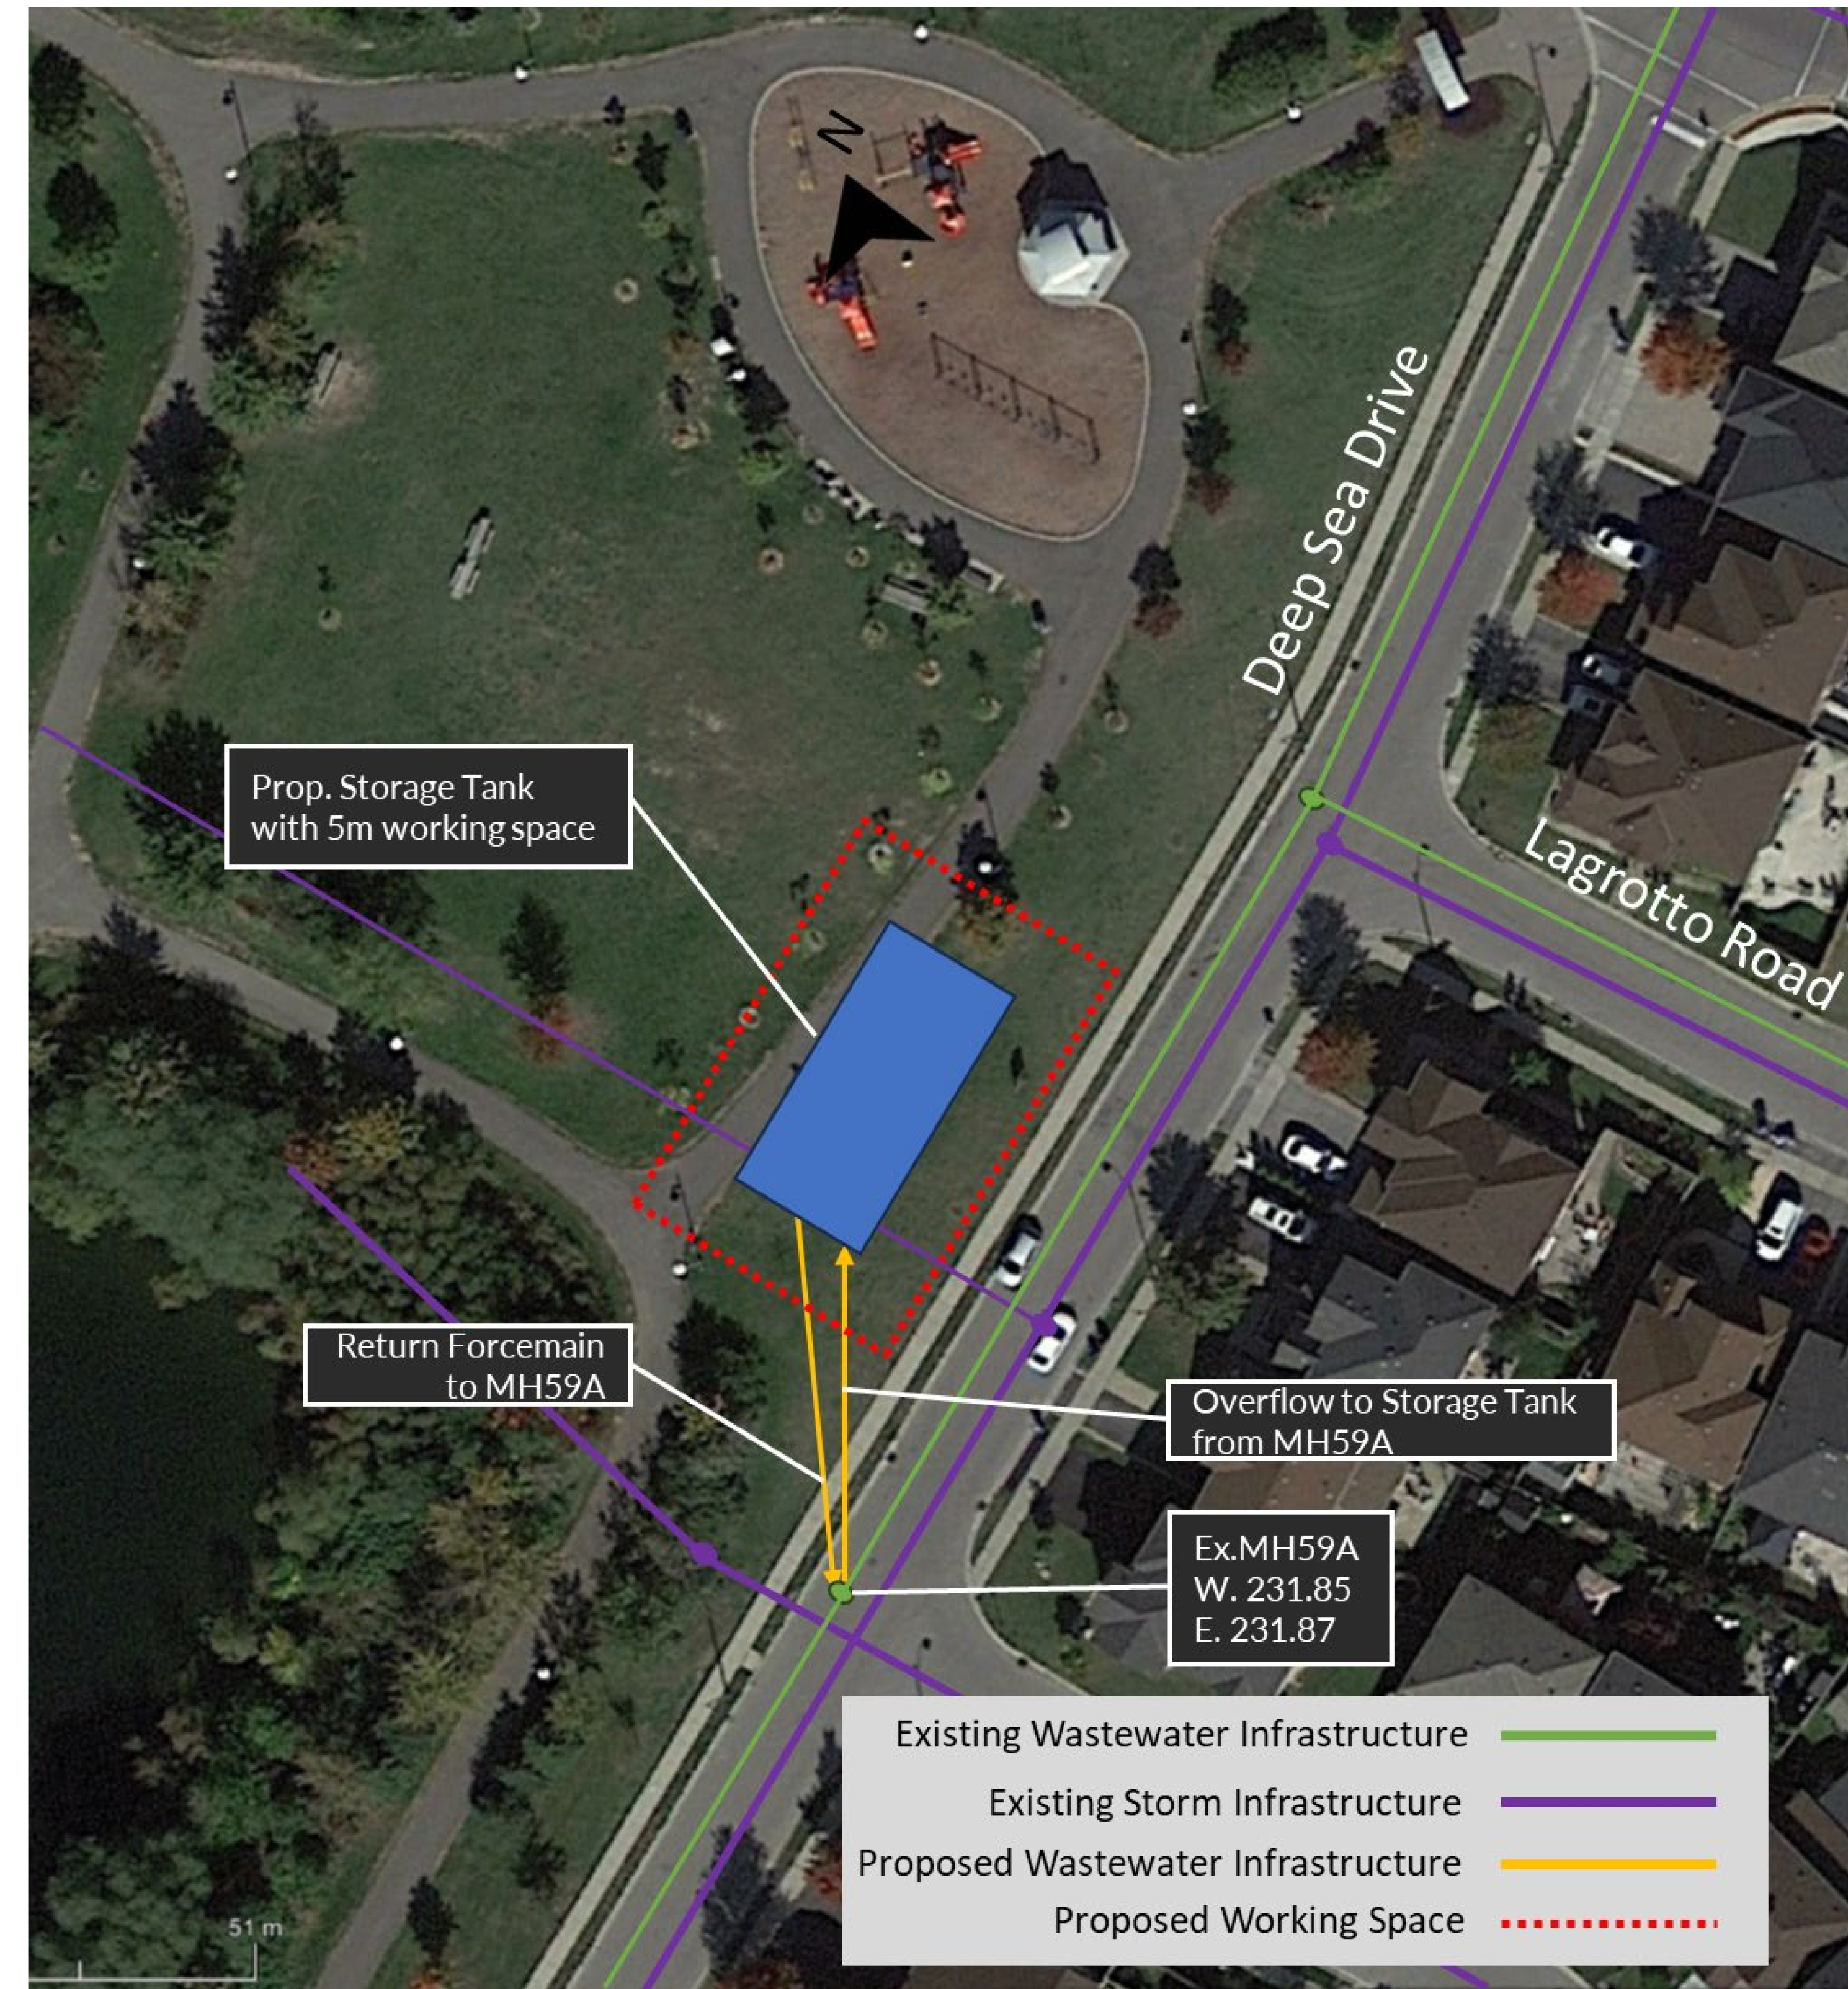 N
Deep Sea Drive
Prop. Storage Tank
with 5m working space
Lagrotto Road
Return Forcemain
to MH59A
Overflow to Storage Tank
from MH59A
Ex.MH59A
W. 231.85
E. 231.87
Existing Wastewater Infrastructure
Existing Storm Infrastructure
Proposed Wastewater Infrastructure
Proposed Working Space
51 m